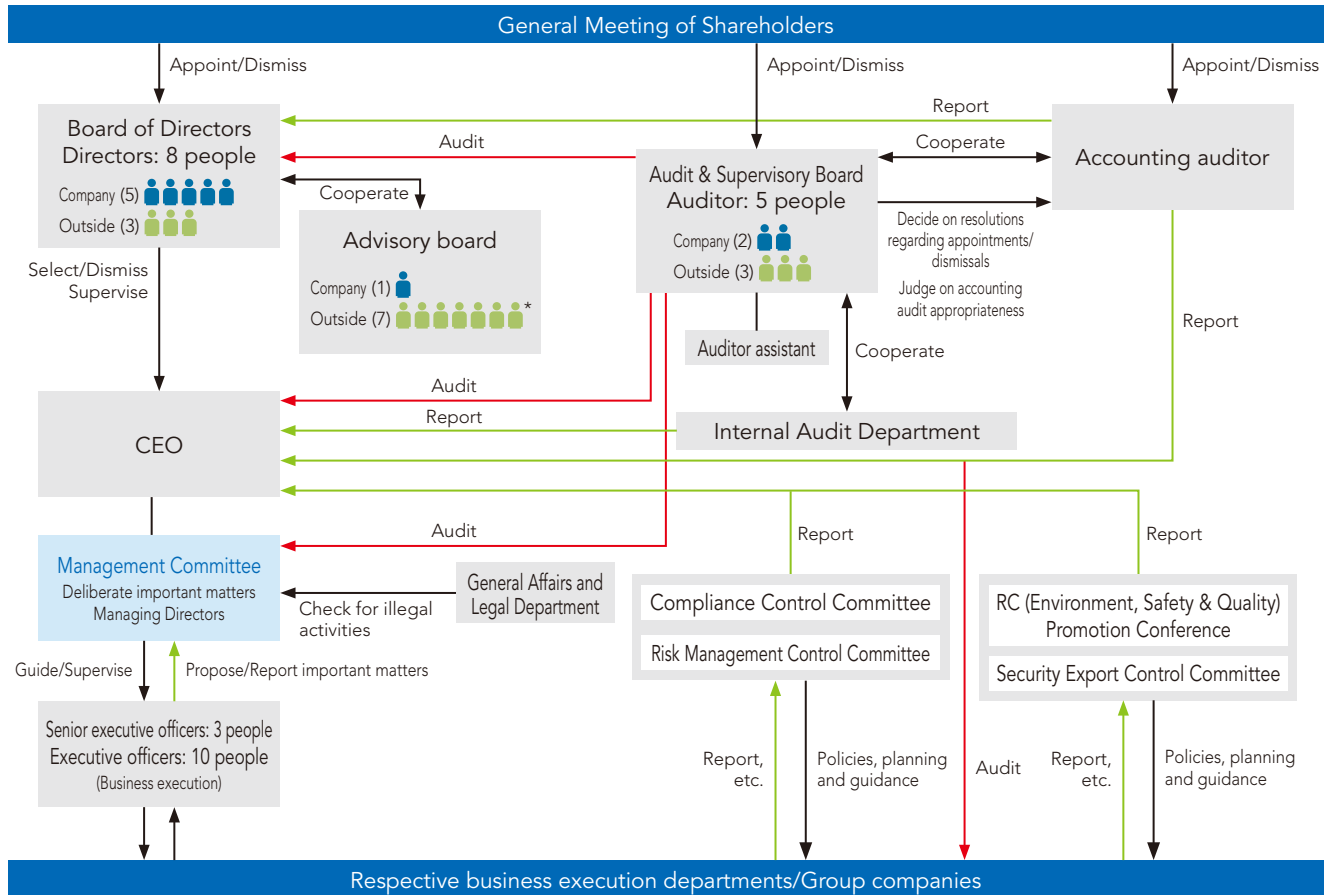 General Meeting of Shareholders
Appoint/Dismiss
Appoint/Dismiss
Appoint/Dismiss
Board of Directors
Directors: 8 people
Company (5)
Outside (3)
Report
Audit
Cooperate
Advisory board
Company (1)
Outside (7)
*
Audit & Supervisory Board
Auditor: 5 people
Company (2)
Outside (3)
Cooperate
Accounting auditor
Decide on resolutions
regarding appointments/
dismissals
Judge on accounting
audit appropriateness
Select/Dismiss
Supervise
Auditor assistant
Cooperate
Report
Audit
Report
Internal Audit Department
CEO
Audit
Report
Report
Management Committee
Deliberate important matters
Managing Directors
Check for illegal
activities
General Affairs and
Legal Department
Compliance Control Committee
Risk Management Control Committee
RC (Environment, Safety & Quality)
Promotion Conference
Security Export Control Committee
Guide/Supervise
Propose/Report important matters
Senior executive officers: 3 people
Executive officers: 10 people
(Business execution)
Report,
etc.
Policies, planning
and guidance
Audit
Report,
etc.
Policies, planning
and guidance
Respective business execution departments/Group companies